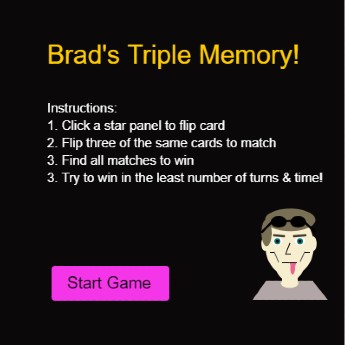 Brad's Triple Memory!
Instructions:
1. Click a star panel to flip card
2. Flip three of the same cards to match
3. Find all matches to win
3. Try to win in the least number of turns & time!
Start Game